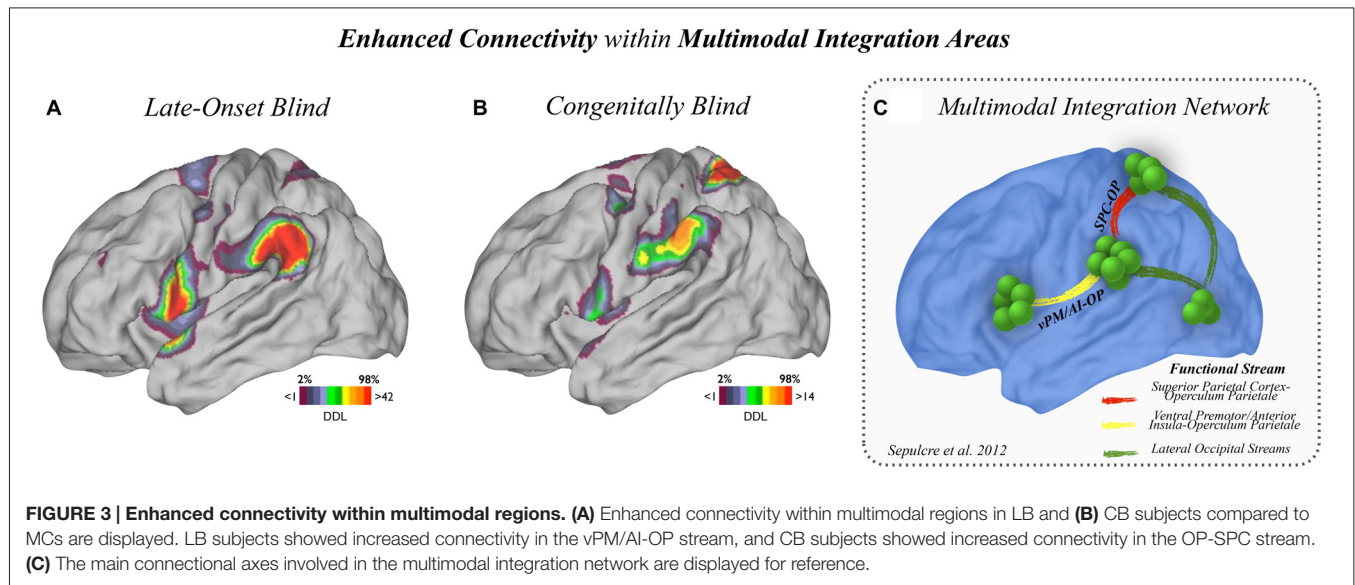 Enhanced Connectivity within Multimodal Integration Areas
A Late-Onset Blind
B Congenitally Blind
C Multimodal Integration Network
SPC-OP
vPM/AI-OP
2% 98%
<1 >42
DDL
2% 98%
<1 >14
DDL
Functional Stream
Superior Parietal Cortex-
Operculum Parietale
Ventral Premotor/Anterior
Insula-Operculum Parietale
Lateral Occipital Streams
Sepulcre et al. 2012
FIGURE 3 | Enhanced connectivity within multimodal regions. (A) Enhanced connectivity within multimodal regions in LB and (B) CB subjects compared to
MCs are displayed. LB subjects showed increased connectivity in the vPM/AI-OP stream, and CB subjects showed increased connectivity in the OP-SPC stream.
(C) The main connectional axes involved in the multimodal integration network are displayed for reference.